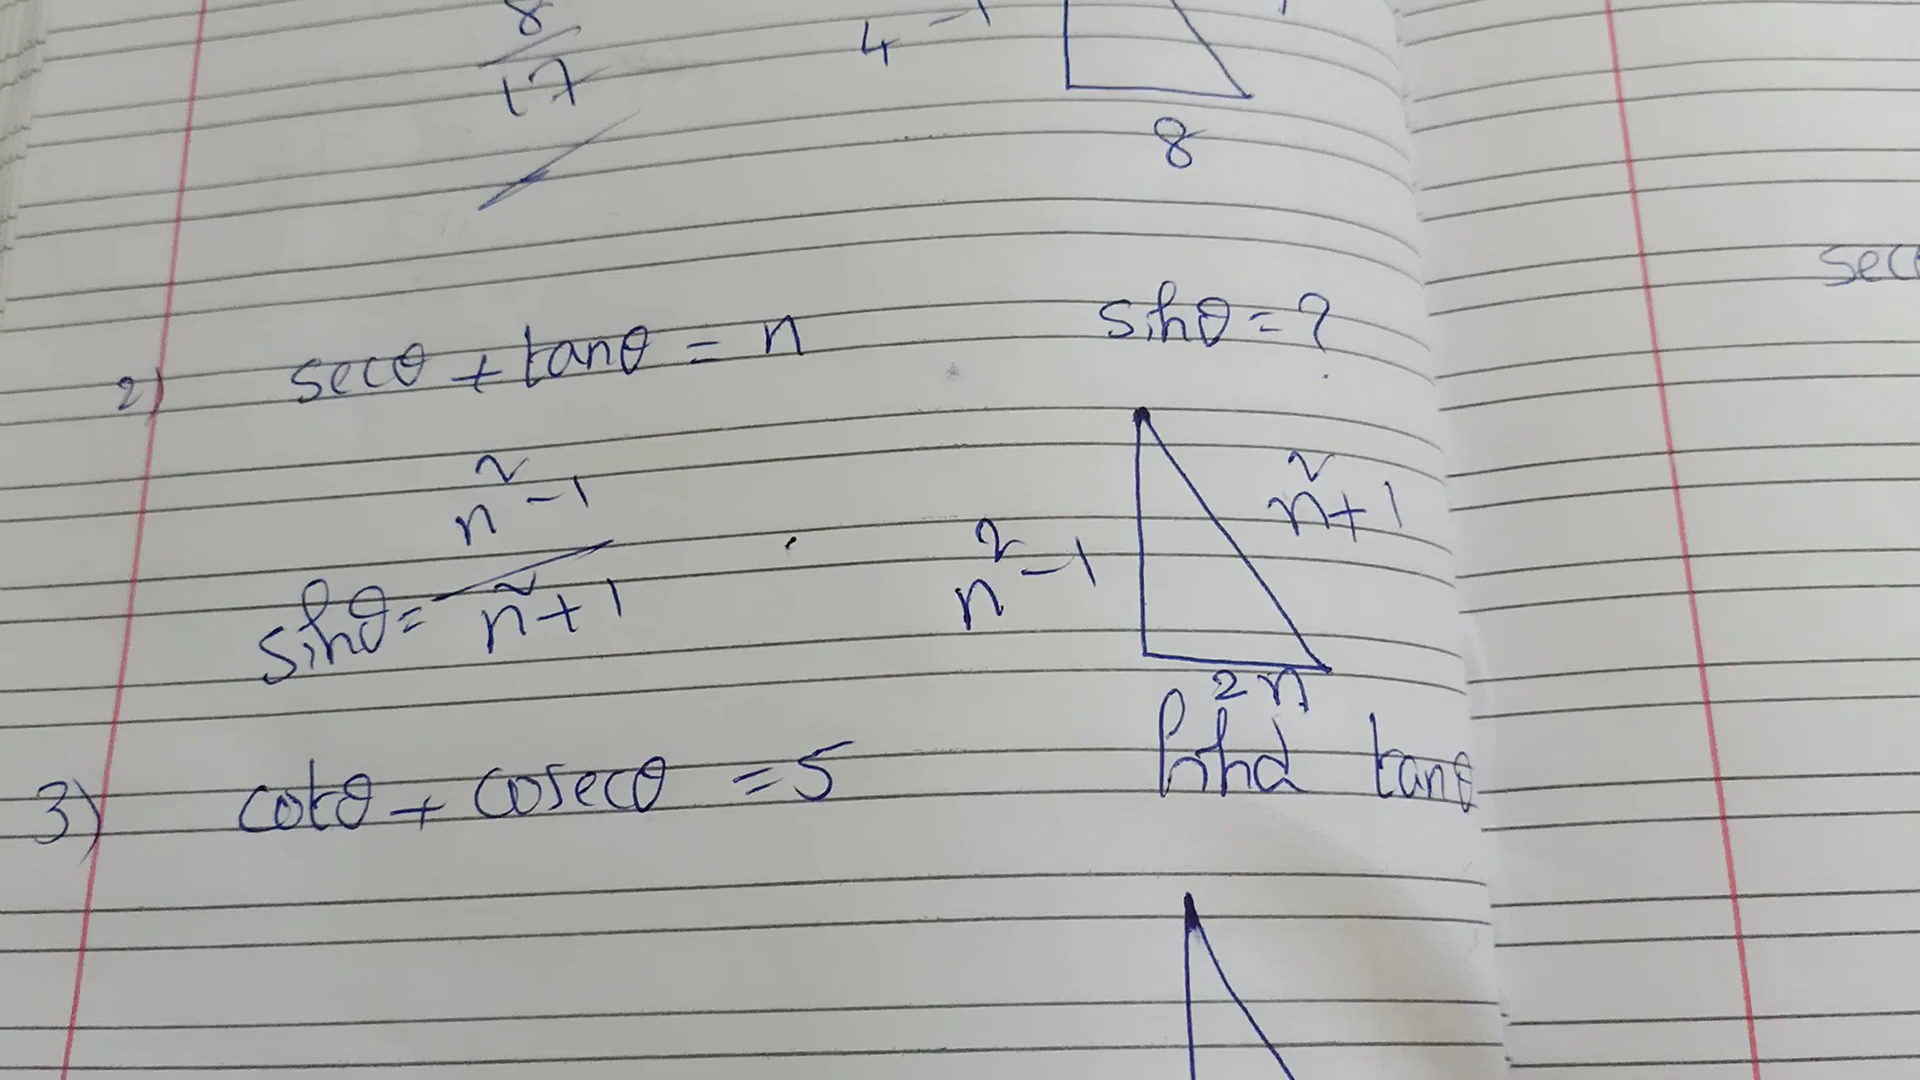 8
17
4 -1
8
2) secθ + tanθ = n sinθ = ?
sinθ = n²-1 / n²+1
n²-1
n²+1
2n
3) cotθ + cosecθ = 5 find tanθ
sec